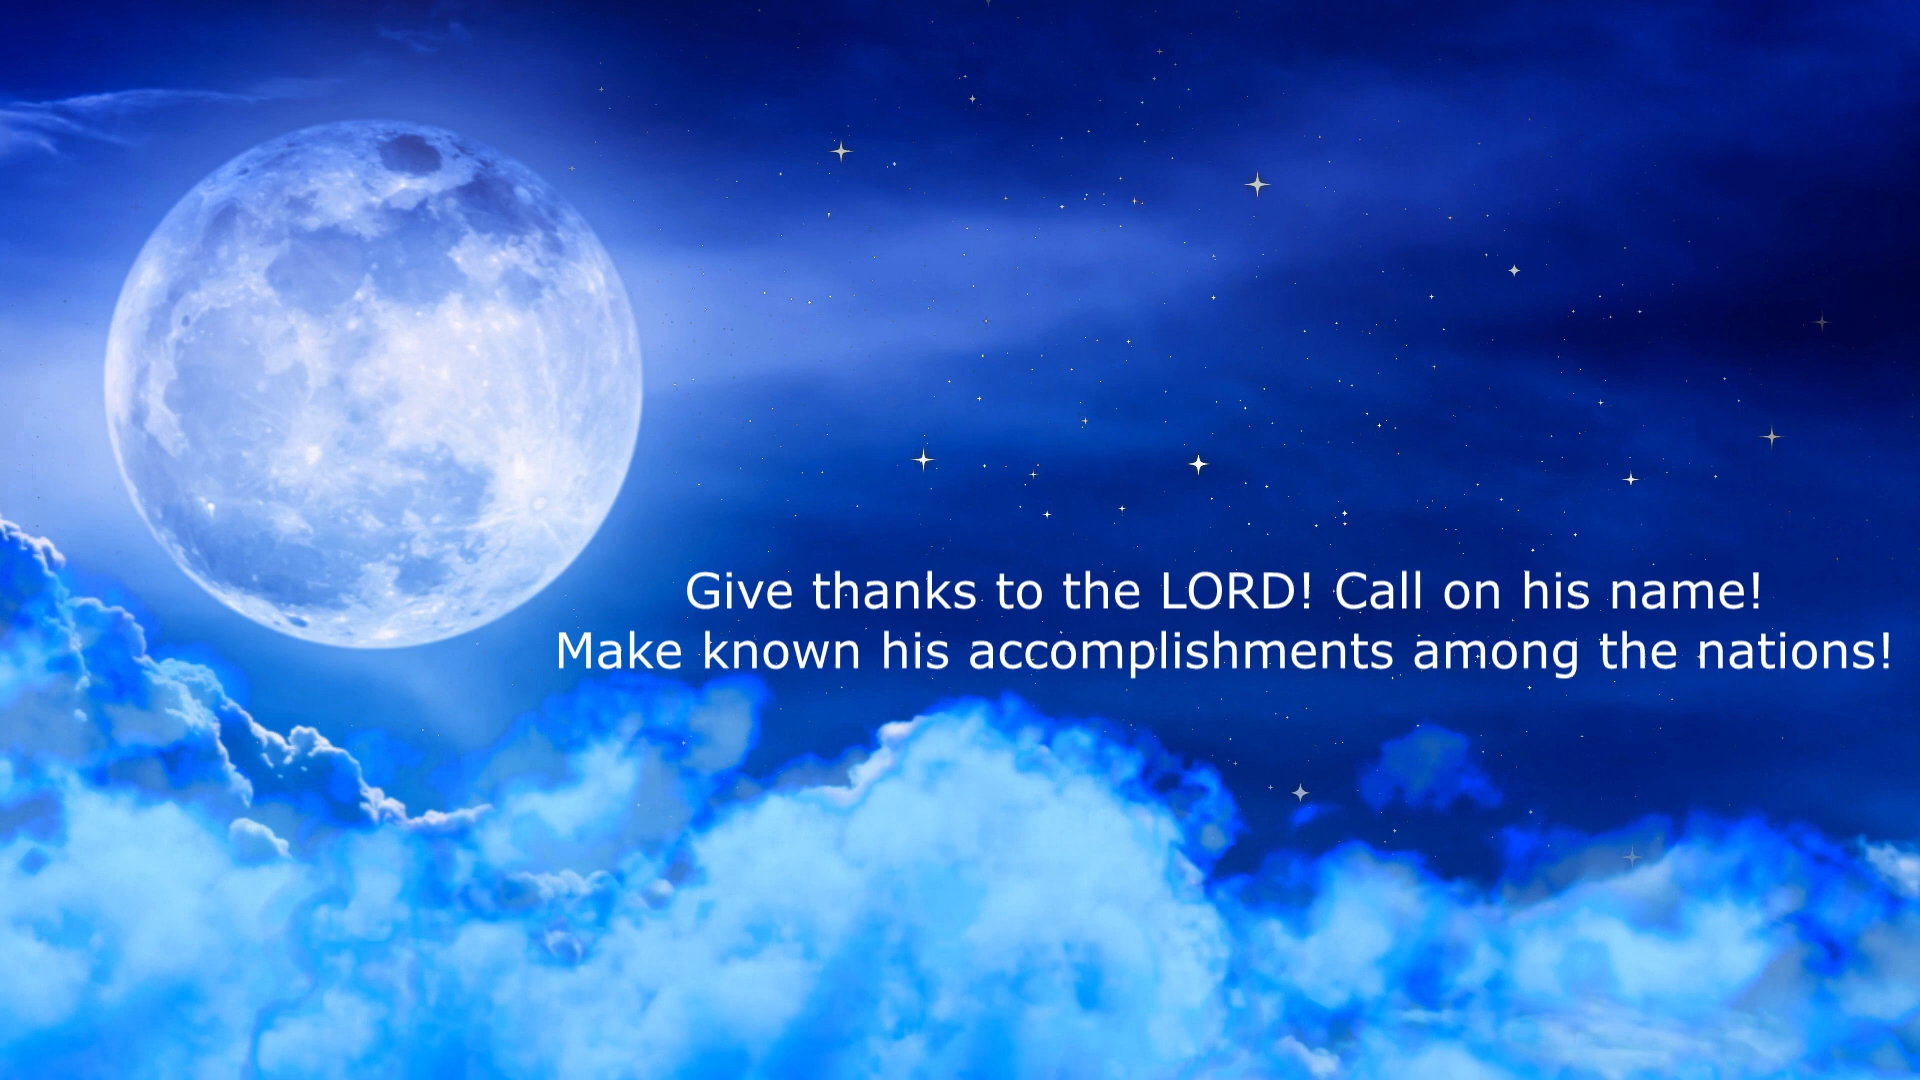 Give thanks to the LORD! Call on his name!
Make known his accomplishments among the nations!